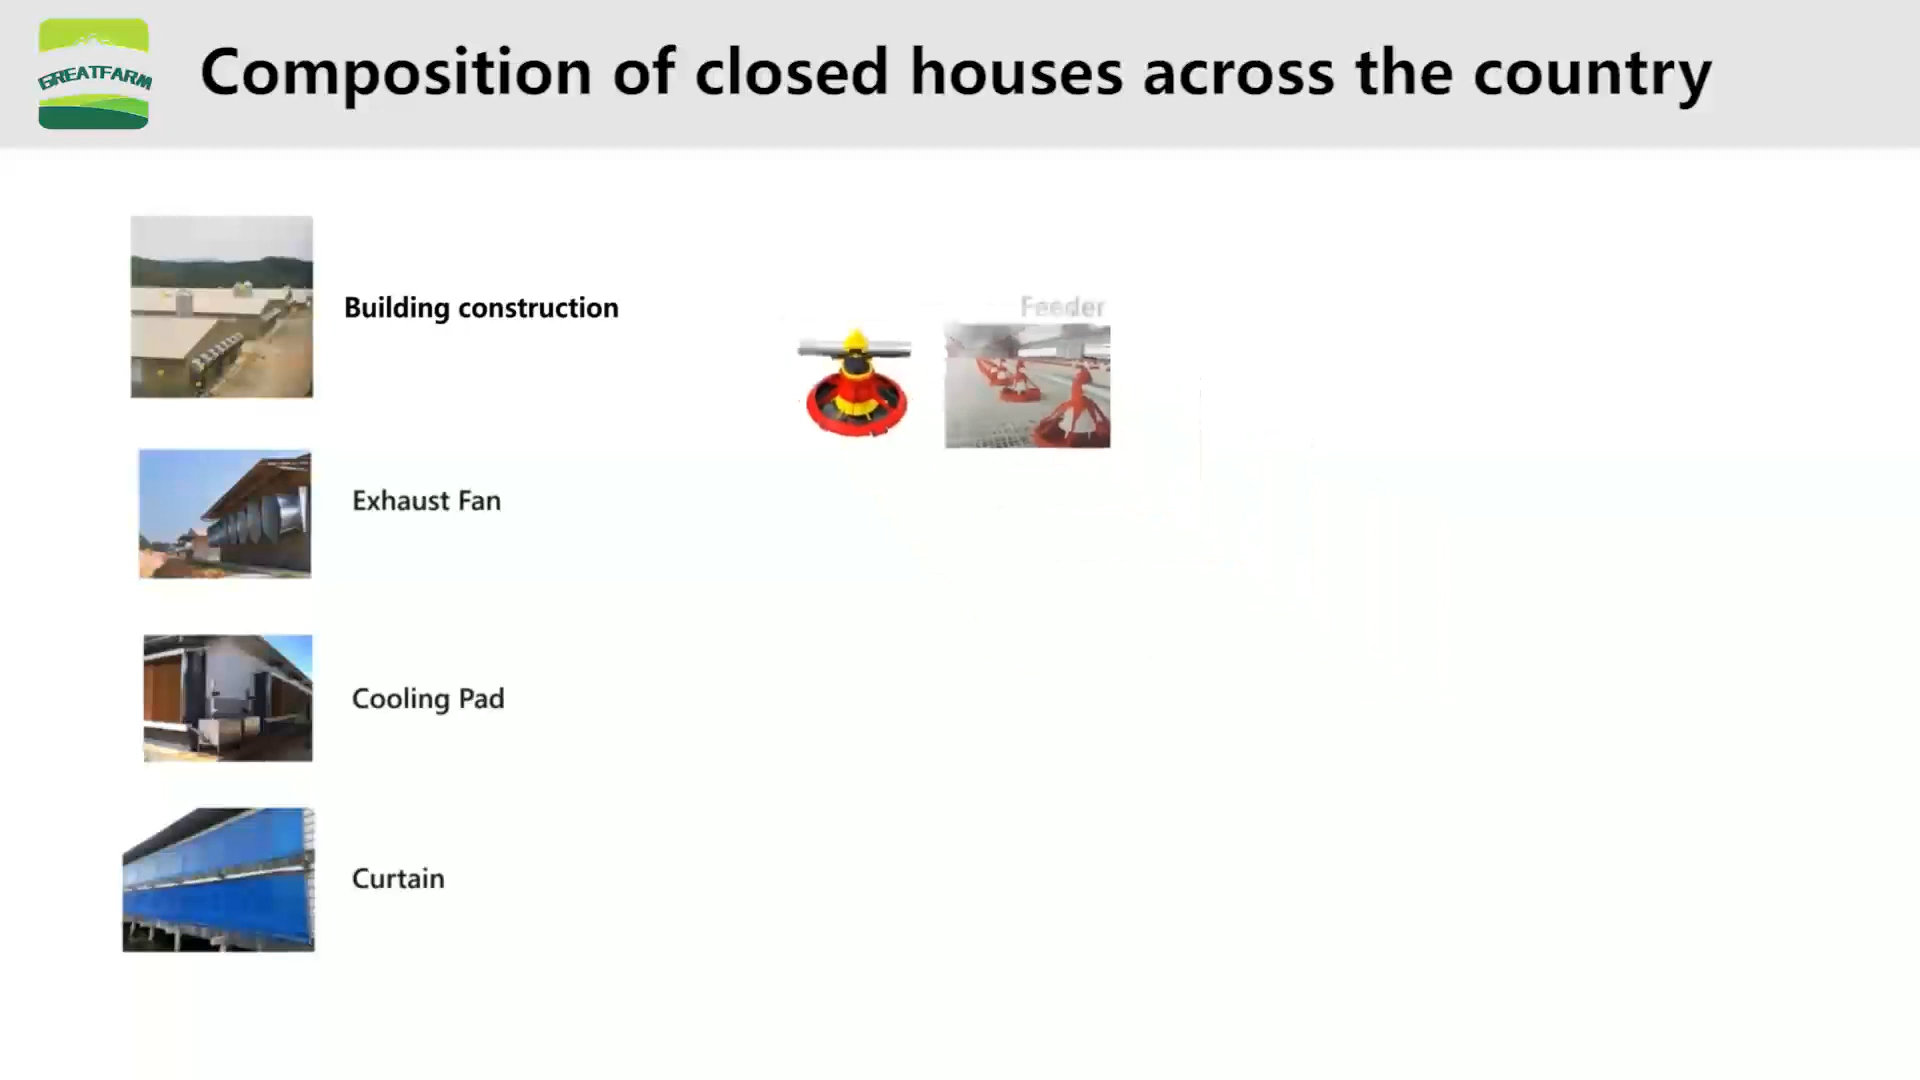 GREATFARM
Composition of closed houses across the country
Building construction
Feeder
Exhaust Fan
Cooling Pad
Curtain